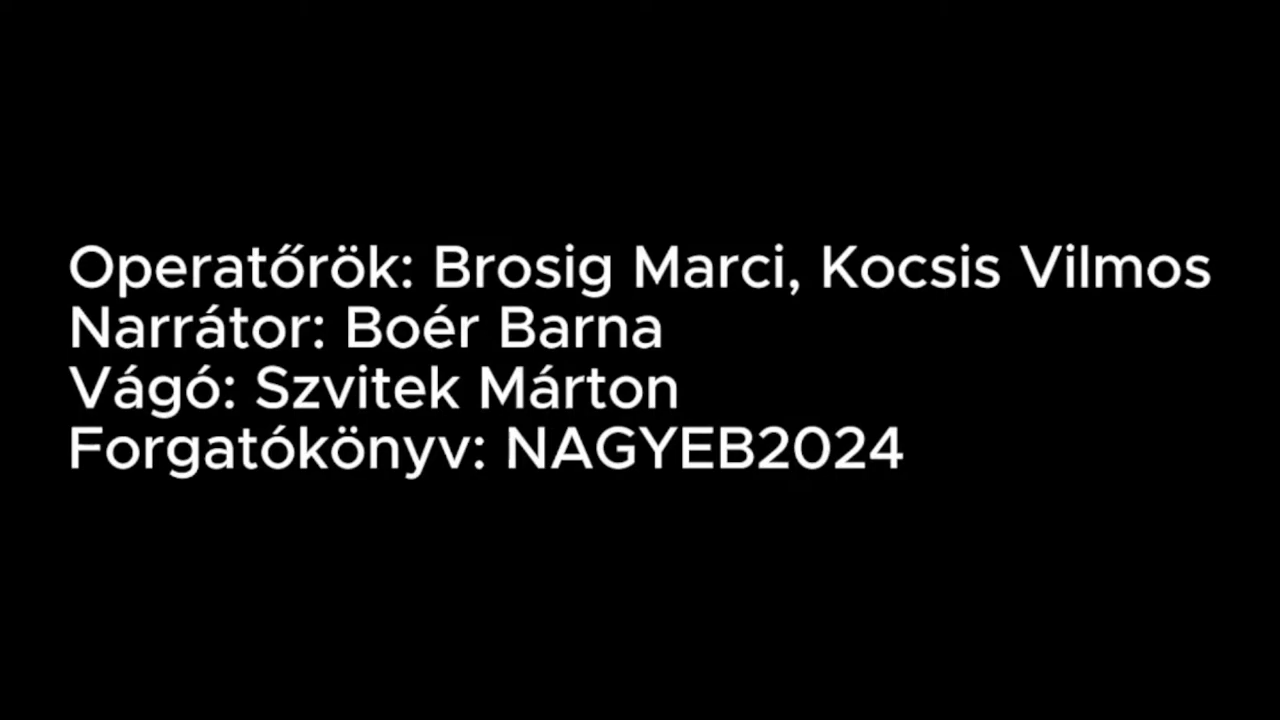 Operatőrök: Brosig Marci, Kocsis Vilmos
Narrátor: Boér Barna
Vágó: Szvitek Márton
Forgatókönyv: NAGYEB2024